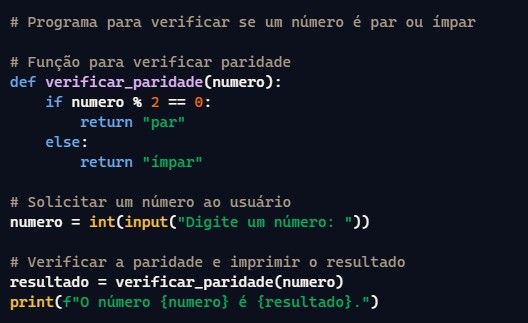 # Programa para verificar se um número é par ou ímpar

# Função para verificar paridade
def verificar_paridade(numero):
    if numero % 2 == 0:
        return "par"
    else:
        return "ímpar"

# Solicitar um número ao usuário
numero = int(input("Digite um número: "))

# Verificar a paridade e imprimir o resultado
resultado = verificar_paridade(numero)
print(f"O número {numero} é {resultado}.")